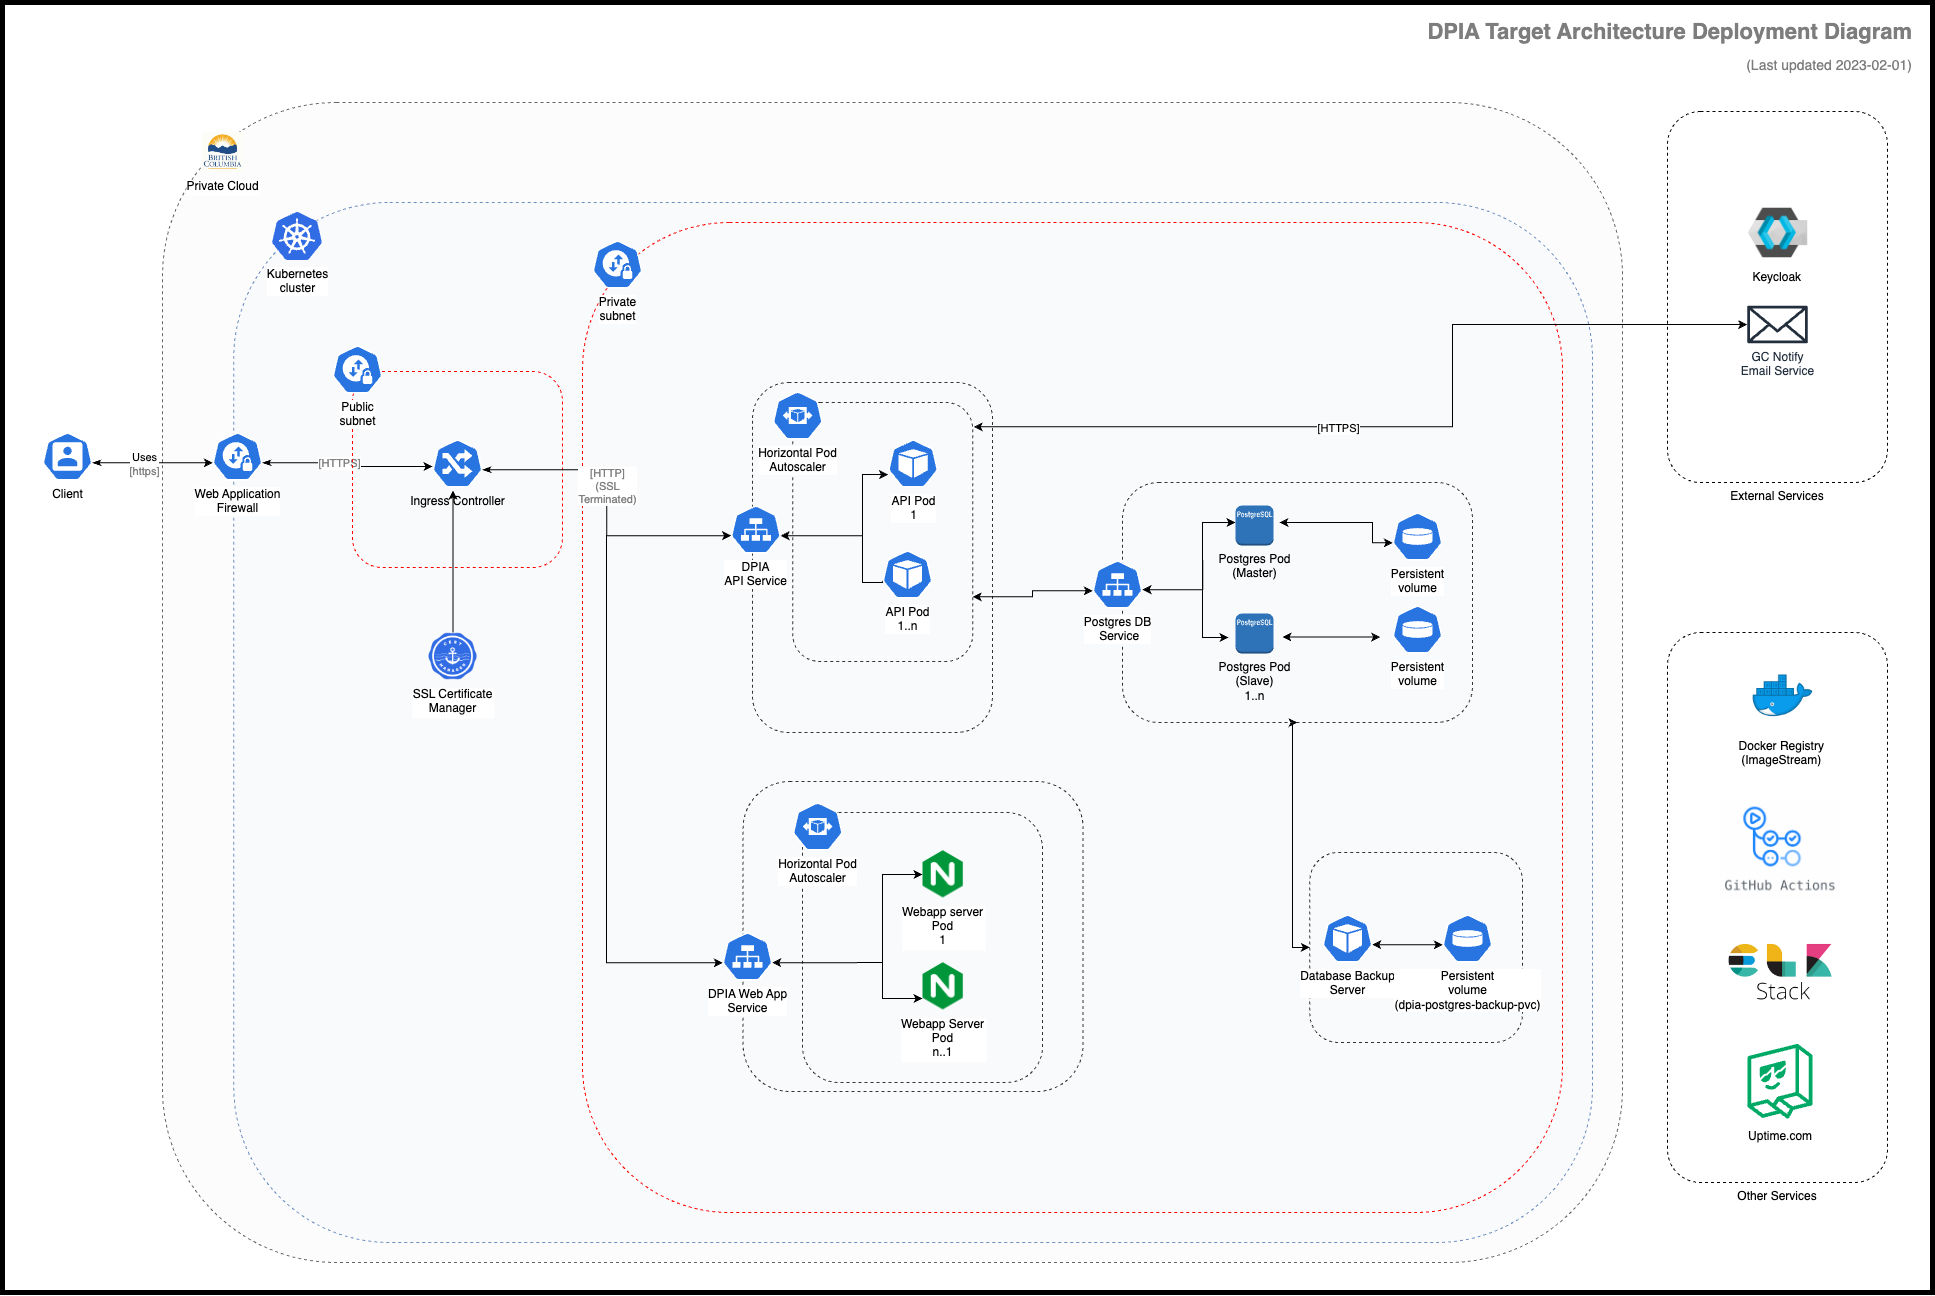 DPIA Target Architecture Deployment Diagram
(Last updated 2023-02-01)
BRITISH
COLUMBIA
Private Cloud
Kubernetes
cluster
Private
subnet
Public
subnet
Client
Uses
[https]
Web Application
Firewall
[HTTPS]
Ingress Controller
[HTTP]
(SSL
Terminated)
CERT
MANAGER
SSL Certificate
Manager
Horizontal Pod
Autoscaler
API Pod
1
DPIA
API Service
API Pod
1..n
[HTTPS]
Postgres DB
Service
PostgreSQL
Postgres Pod
(Master)
Persistent
volume
PostgreSQL
Postgres Pod
(Slave)
1..n
Persistent
volume
Horizontal Pod
Autoscaler
N
Webapp server
Pod
1
DPIA Web App
Service
N
Webapp Server
Pod
n..1
Database Backup
Server
Persistent
volume
(dpia-postgres-backup-pvc)
Keycloak
GC Notify
Email Service
External Services
Docker Registry
(ImageStream)
GitHub Actions
ELK
Stack
Uptime.com
Other Services